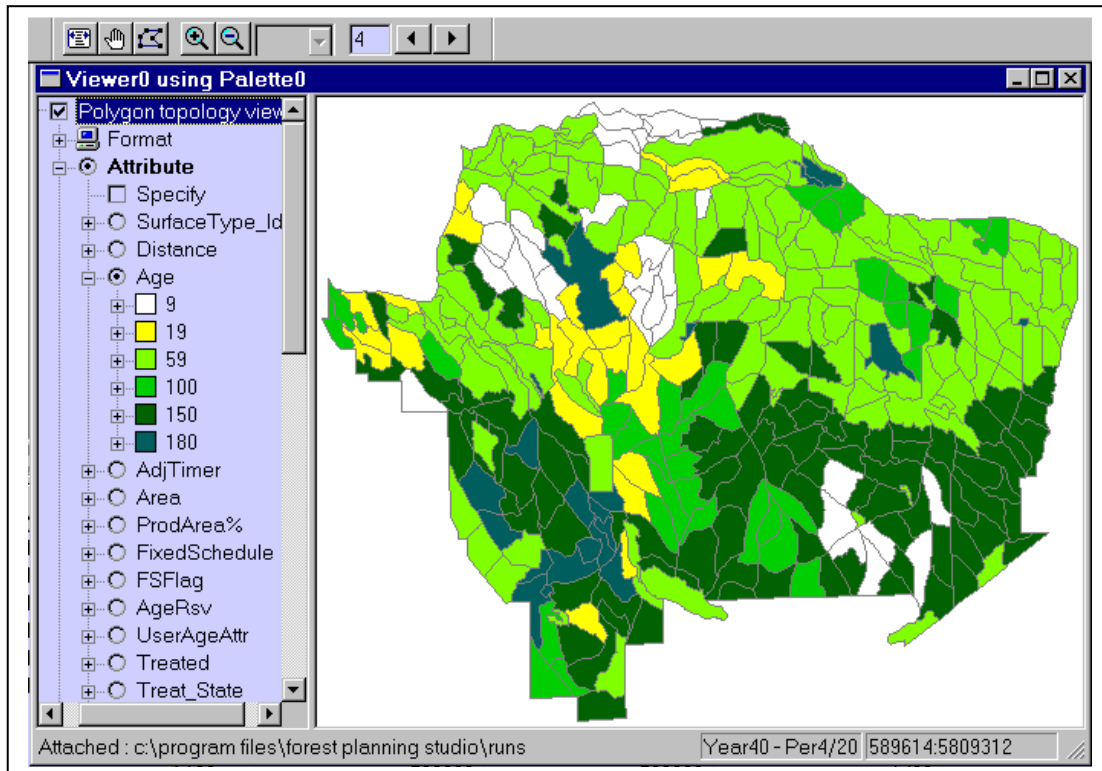 4
Viewer0 using Palette0
Polygon topology view
Format
Attribute
Specify
SurfaceType_Id
Distance
Age
9
19
59
100
150
180
AdjTimer
Area
ProdArea%
FixedSchedule
FSFlag
AgeRsv
UserAgeAttr
Treated
Treat_State
Attached : c:\program files\forest planning studio\runs
Year40 - Per4/20
589614:5809312